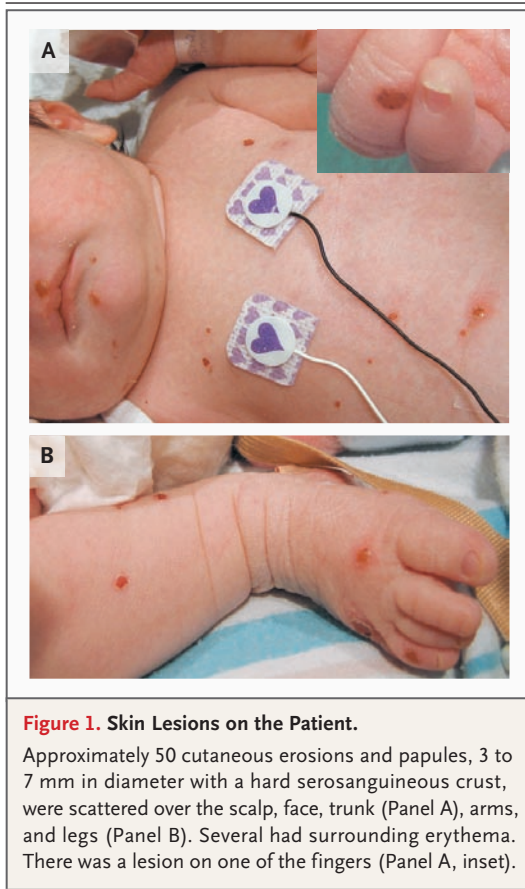 A
B
Figure 1. Skin Lesions on the Patient.
Approximately 50 cutaneous erosions and papules, 3 to
7 mm in diameter with a hard serosanguineous crust,
were scattered over the scalp, face, trunk (Panel A), arms,
and legs (Panel B). Several had surrounding erythema.
There was a lesion on one of the fingers (Panel A, inset).